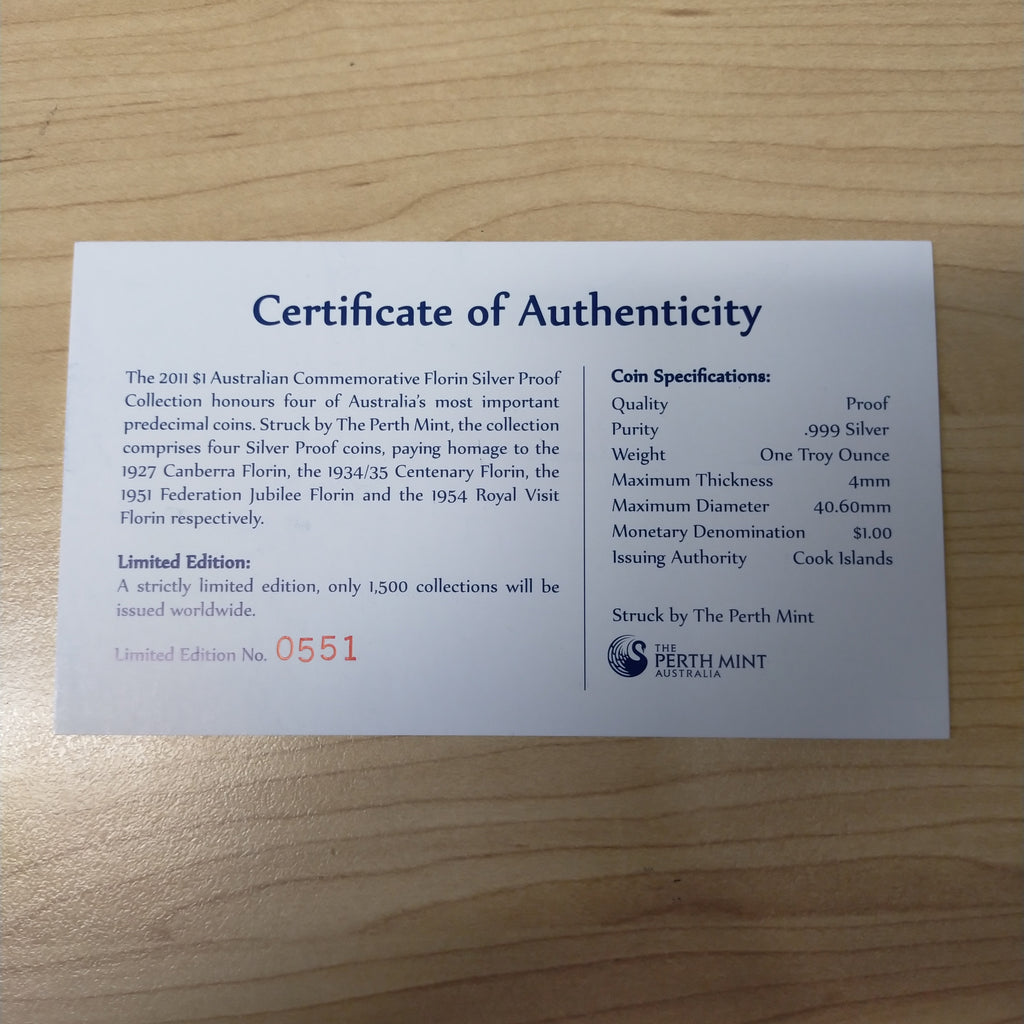 Certificate of Authenticity
The 2011 $1 Australian Commemorative Florin Silver Proof
Collection honours four of Australia's most important
predecimal coins. Struck by The Perth Mint, the collection
comprises four Silver Proof coins, paying homage to the
1927 Canberra Florin, the 1934/35 Centenary Florin, the
1951 Federation Jubilee Florin and the 1954 Royal Visit
Florin respectively.
Limited Edition:
A strictly limited edition, only 1,500 collections will be
issued worldwide.
Limited Edition No. 0551
Coin Specifications:
Quality Proof
Purity .999 Silver
Weight One Troy Ounce
Maximum Thickness 4mm
Maximum Diameter 40.60mm
Monetary Denomination $1.00
Issuing Authority Cook Islands
Struck by The Perth Mint
THE
PERTH MINT
AUSTRALIA